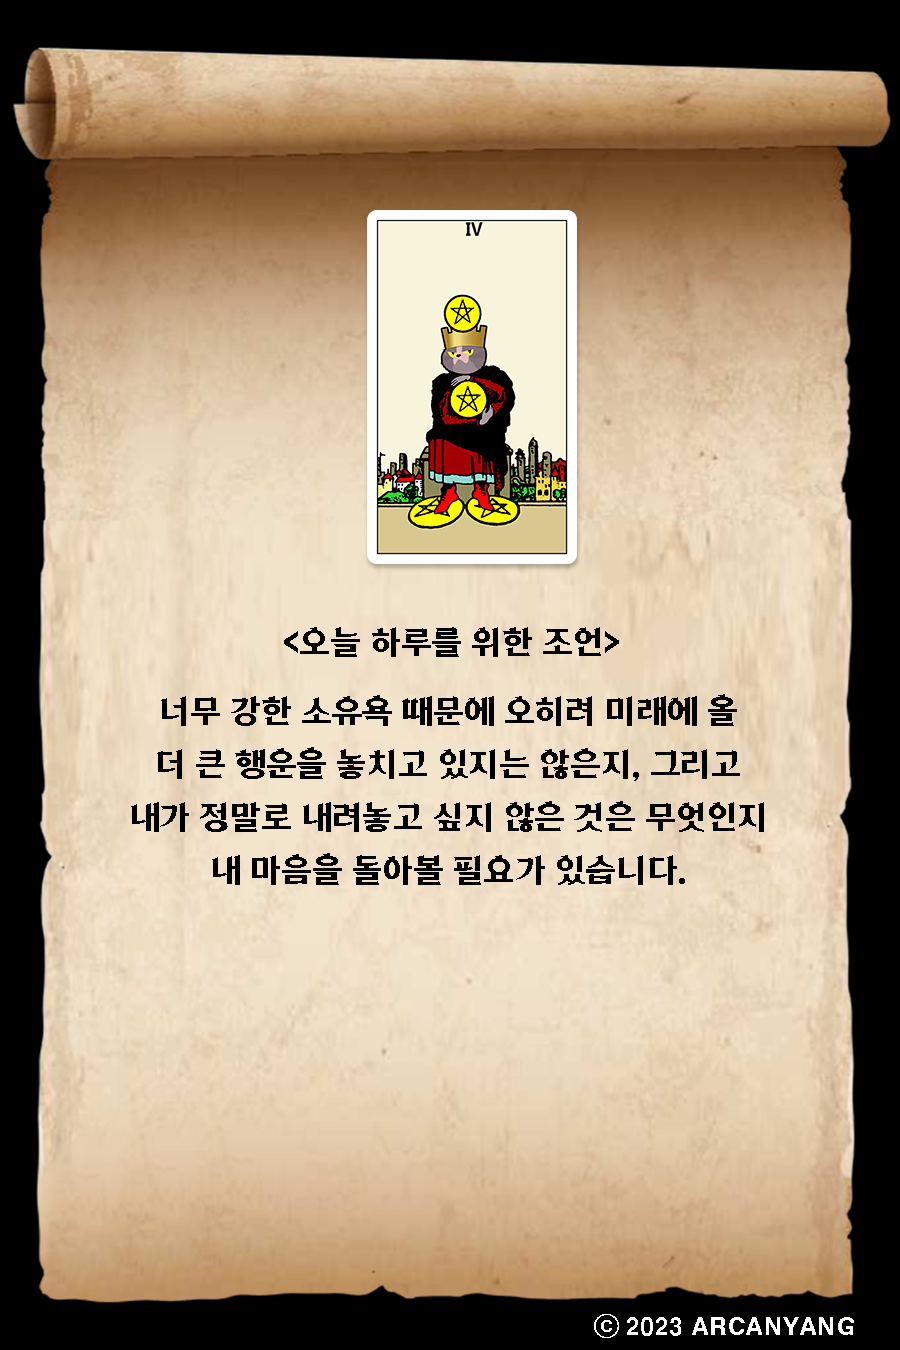 IV
<오늘 하루를 위한 조언>
너무 강한 소유욕 때문에 오히려 미래에 올
더 큰 행운을 놓치고 있지는 않은지, 그리고
내가 정말로 내려놓고 싶지 않은 것은 무엇인지
내 마음을 돌아볼 필요가 있습니다.
ⓒ 2023 ARCANYANG